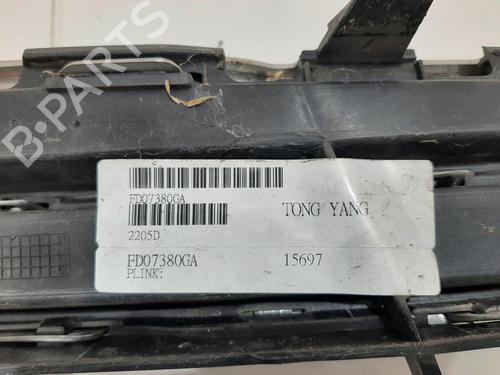 B-PARTS
FD07380GA
2205D
TONG YANG
FD07380GA
15697
PLINK: